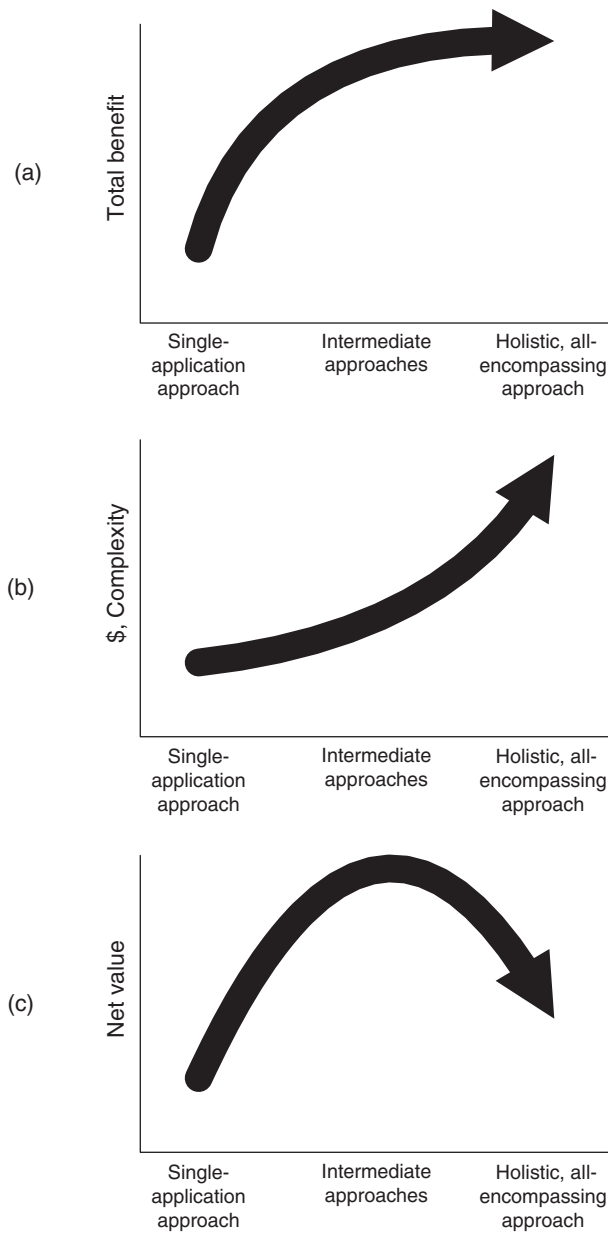 (a)
Total benefit
Single-
application
approach
Intermediate
approaches
Holistic, all-
encompassing
approach
(b)
$, Complexity
Single-
application
approach
Intermediate
approaches
Holistic, all-
encompassing
approach
(c)
Net value
Single-
application
approach
Intermediate
approaches
Holistic, all-
encompassing
approach